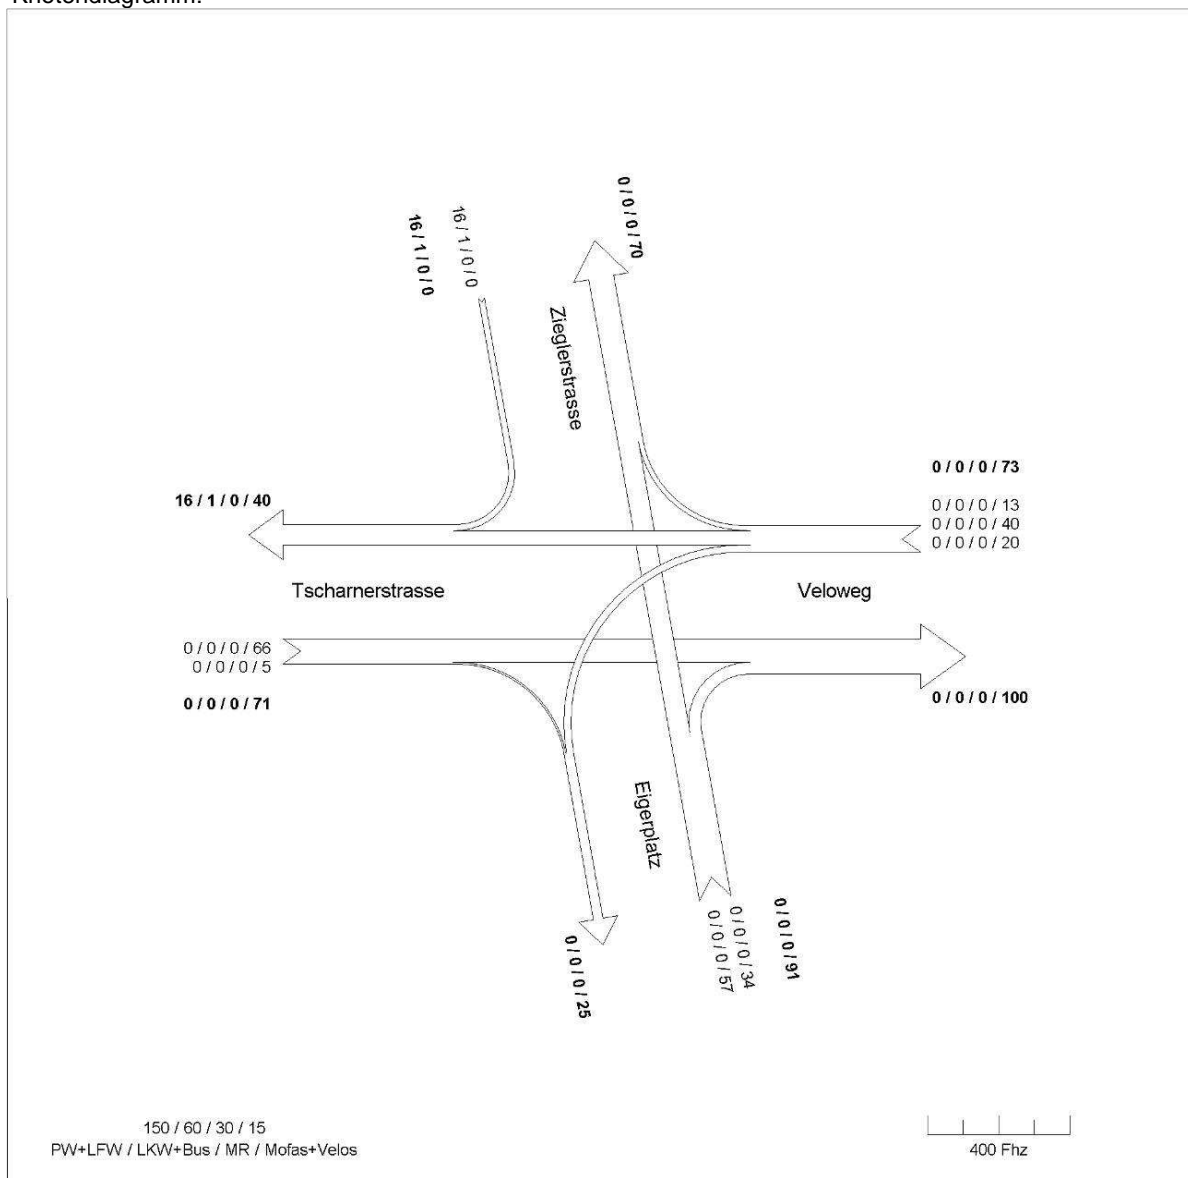 Knotendiagramm:
0 / 0 / 0 / 70
16 / 1 / 0 / 0
16 / 1 / 0 / 0
Zieglerstrasse
0 / 0 / 0 / 73
16 / 1 / 0 / 40
0 / 0 / 0 / 13
0 / 0 / 0 / 40
0 / 0 / 0 / 20
Tscharnerstrasse
Veloweg
0 / 0 / 0 / 66
0 / 0 / 0 / 5
0 / 0 / 0 / 71
0 / 0 / 0 / 100
Eigerplatz
0 / 0 / 0 / 57
0 / 0 / 0 / 34
0 / 0 / 0 / 91
0 / 0 / 0 / 25
150 / 60 / 30 / 15
PW+LFW / LKW+Bus / MR / Mofas+Velos
400 Fhz